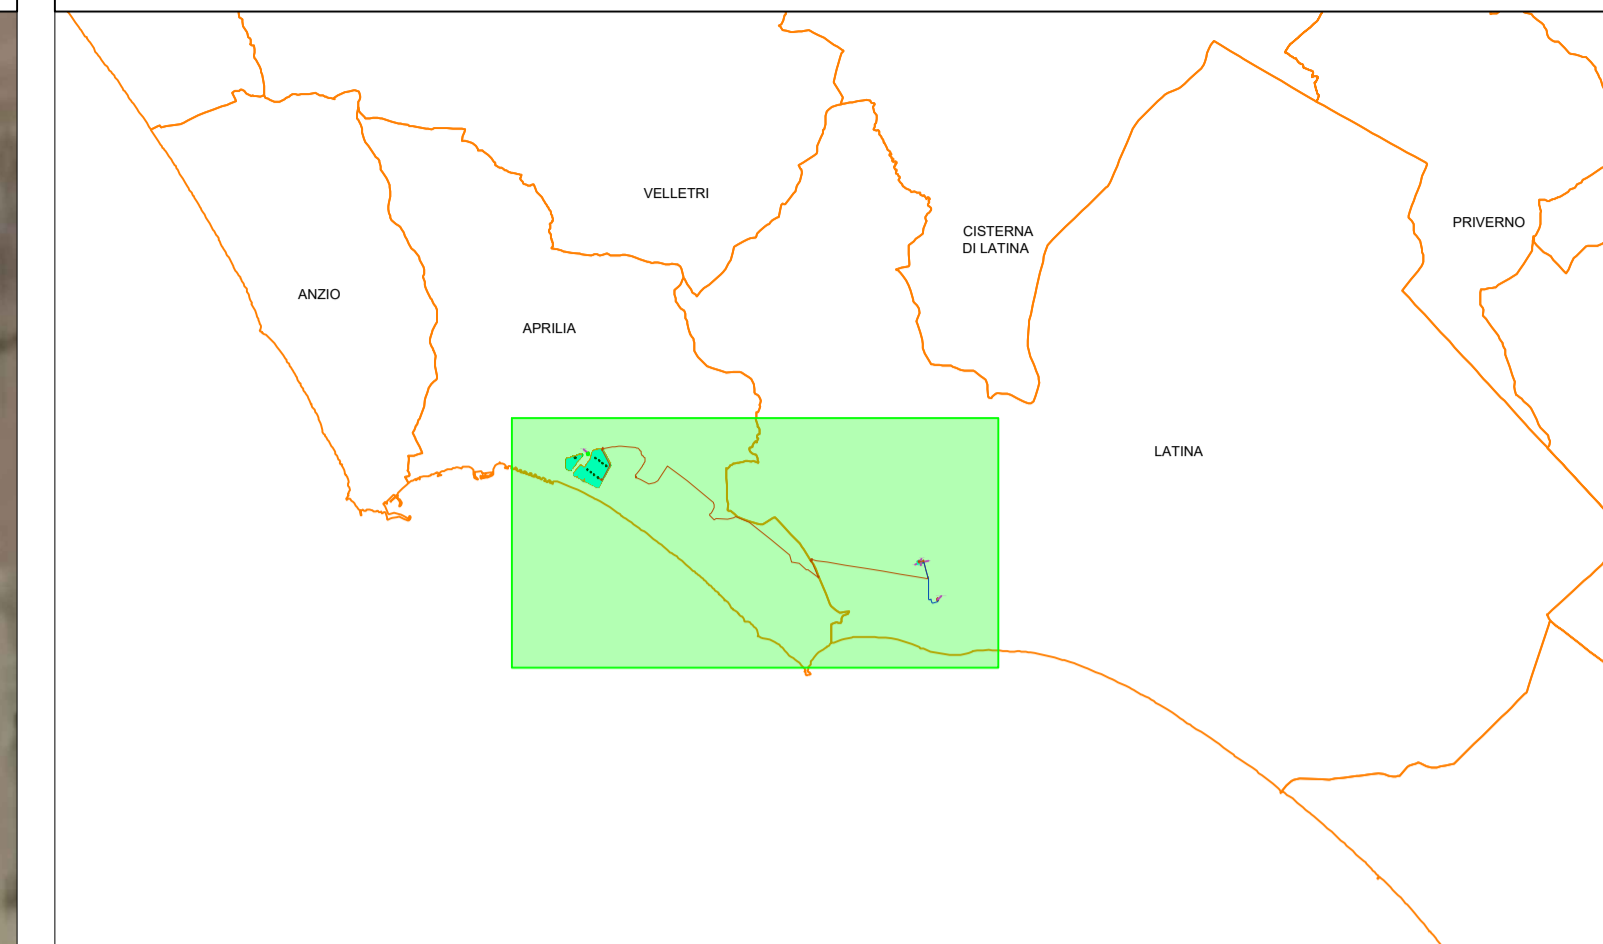 VELLETRI
CISTERNA
DI LATINA
PRIVERNO
ANZIO
APRILIA
LATINA